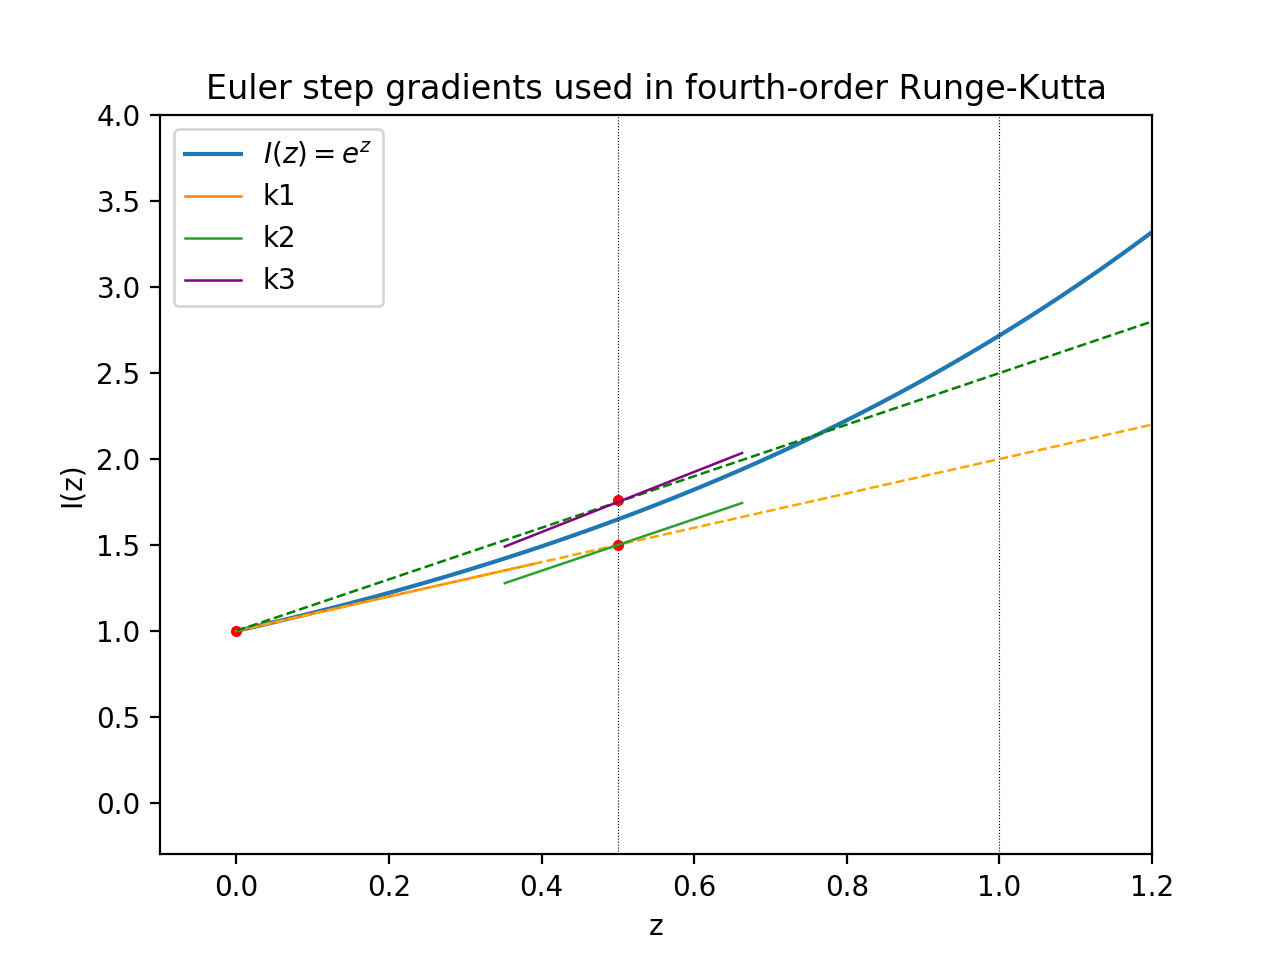 Euler step gradients used in fourth-order Runge-Kutta
4.0
3.5
3.0
2.5
2.0
1.5
1.0
0.5
0.0
I(z)
I(z) = e^z
k1
k2
k3
0.0 0.2 0.4 0.6 0.8 1.0 1.2
z